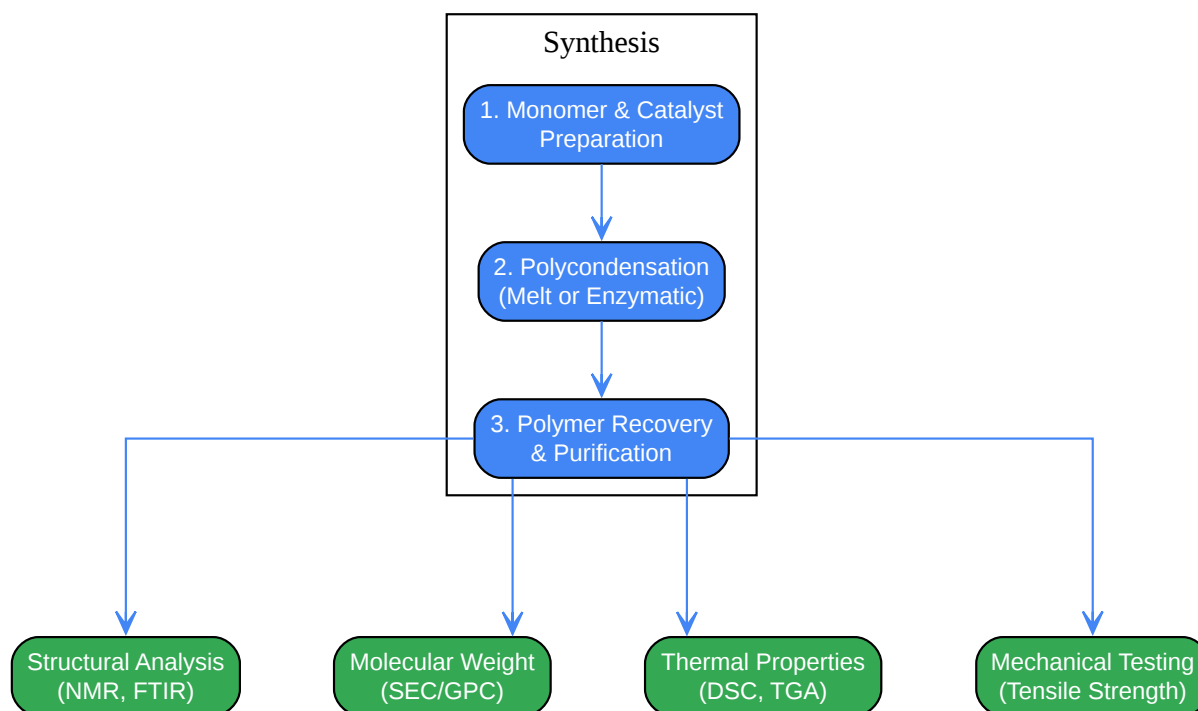 Synthesis
1. Monomer & Catalyst
Preparation
2. Polycondensation
(Melt or Enzymatic)
3. Polymer Recovery
& Purification
Structural Analysis
(NMR, FTIR)
Molecular Weight
(SEC/GPC)
Thermal Properties
(DSC, TGA)
Mechanical Testing
(Tensile Strength)